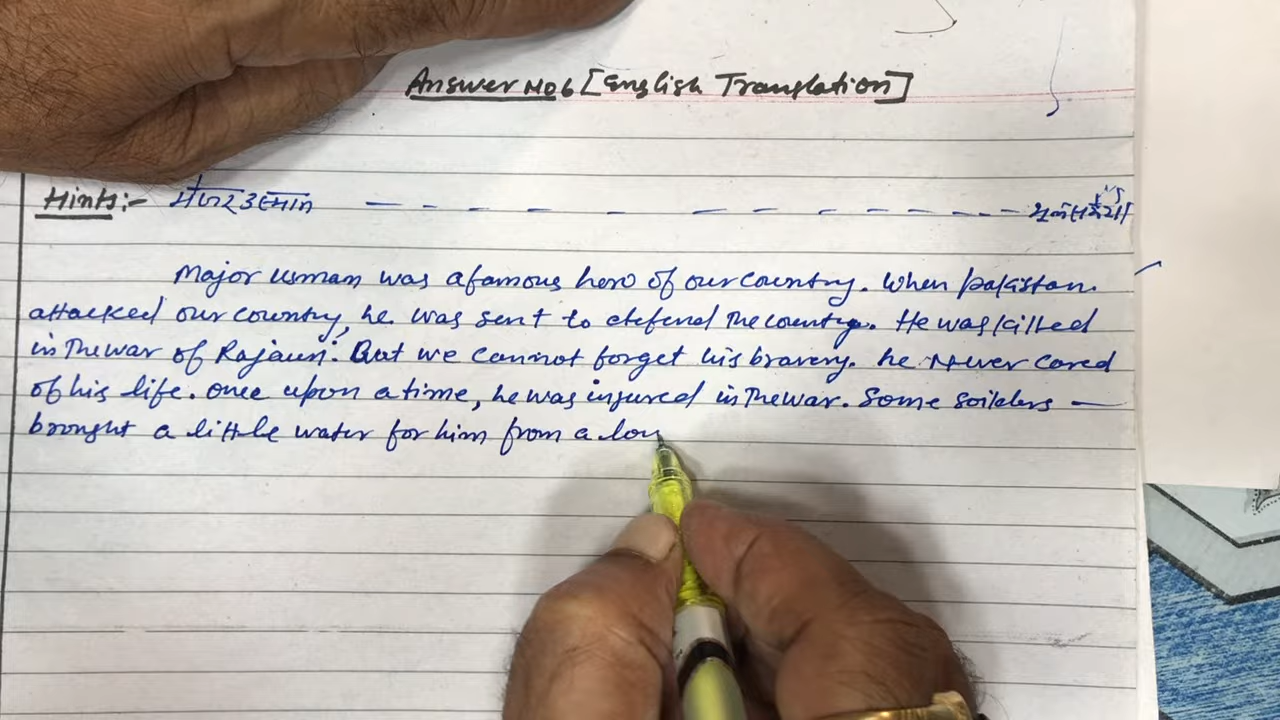 Answer No 6 [English Translation]
Hints:- मेजर उस्मान — – – – – – – – – – – –
Major usman was a famous hero of our country. When pakistan
attacked our country, he was sent to defend the country. He was killed
in the war of Rajauri. But we cannot forget his bravery. he never cared
of his life. once upon a time, he was injured in the war. Some soilders —
brought a little water for him from a